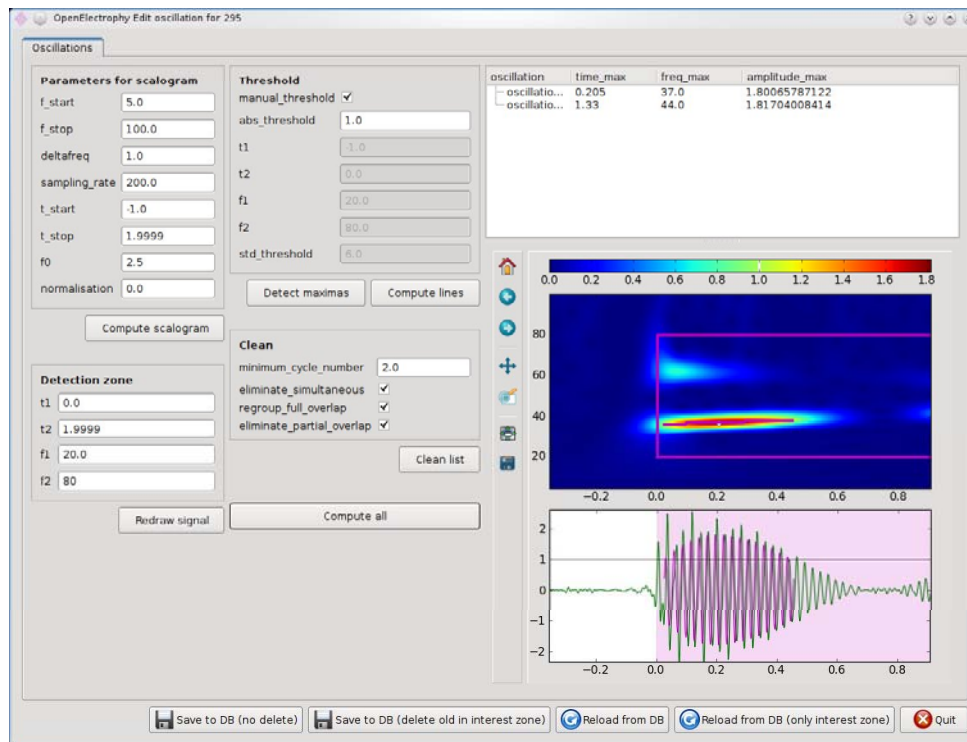 OpenElectrophy Edit oscillation for 295
Oscillations
Parameters for scalogram
f_start 5.0
f_stop 100.0
deltafreq 1.0
sampling_rate 200.0
t_start -1.0
t_stop 1.9999
f0 2.5
normalisation 0.0
Compute scalogram
Detection zone
t1 0.0
t2 1.9999
f1 20.0
f2 80
Redraw signal
Threshold
manual_threshold
abs_threshold 1.0
t1 -1.0
t2 0.0
f1 20.0
f2 80.0
std_threshold 6.0
Detect maximas Compute lines
Clean
minimum_cycle_number 2.0
eliminate_simultaneous
regroup_full_overlap
eliminate_partial_overlap
Clean list
Compute all
oscillation time_max freq_max amplitude_max
oscillatio... 0.205 37.0 1.80065787122
oscillatio... 1.33 44.0 1.81704008414
0.0 0.2 0.4 0.6 0.8 1.0 1.2 1.4 1.6 1.8
80
60
40
20
−0.2 0.0 0.2 0.4 0.6 0.8
2
1
0
−1
−2
−0.2 0.0 0.2 0.4 0.6 0.8
Save to DB (no delete) Save to DB (delete old in interest zone) Reload from DB Reload from DB (only interest zone) Quit